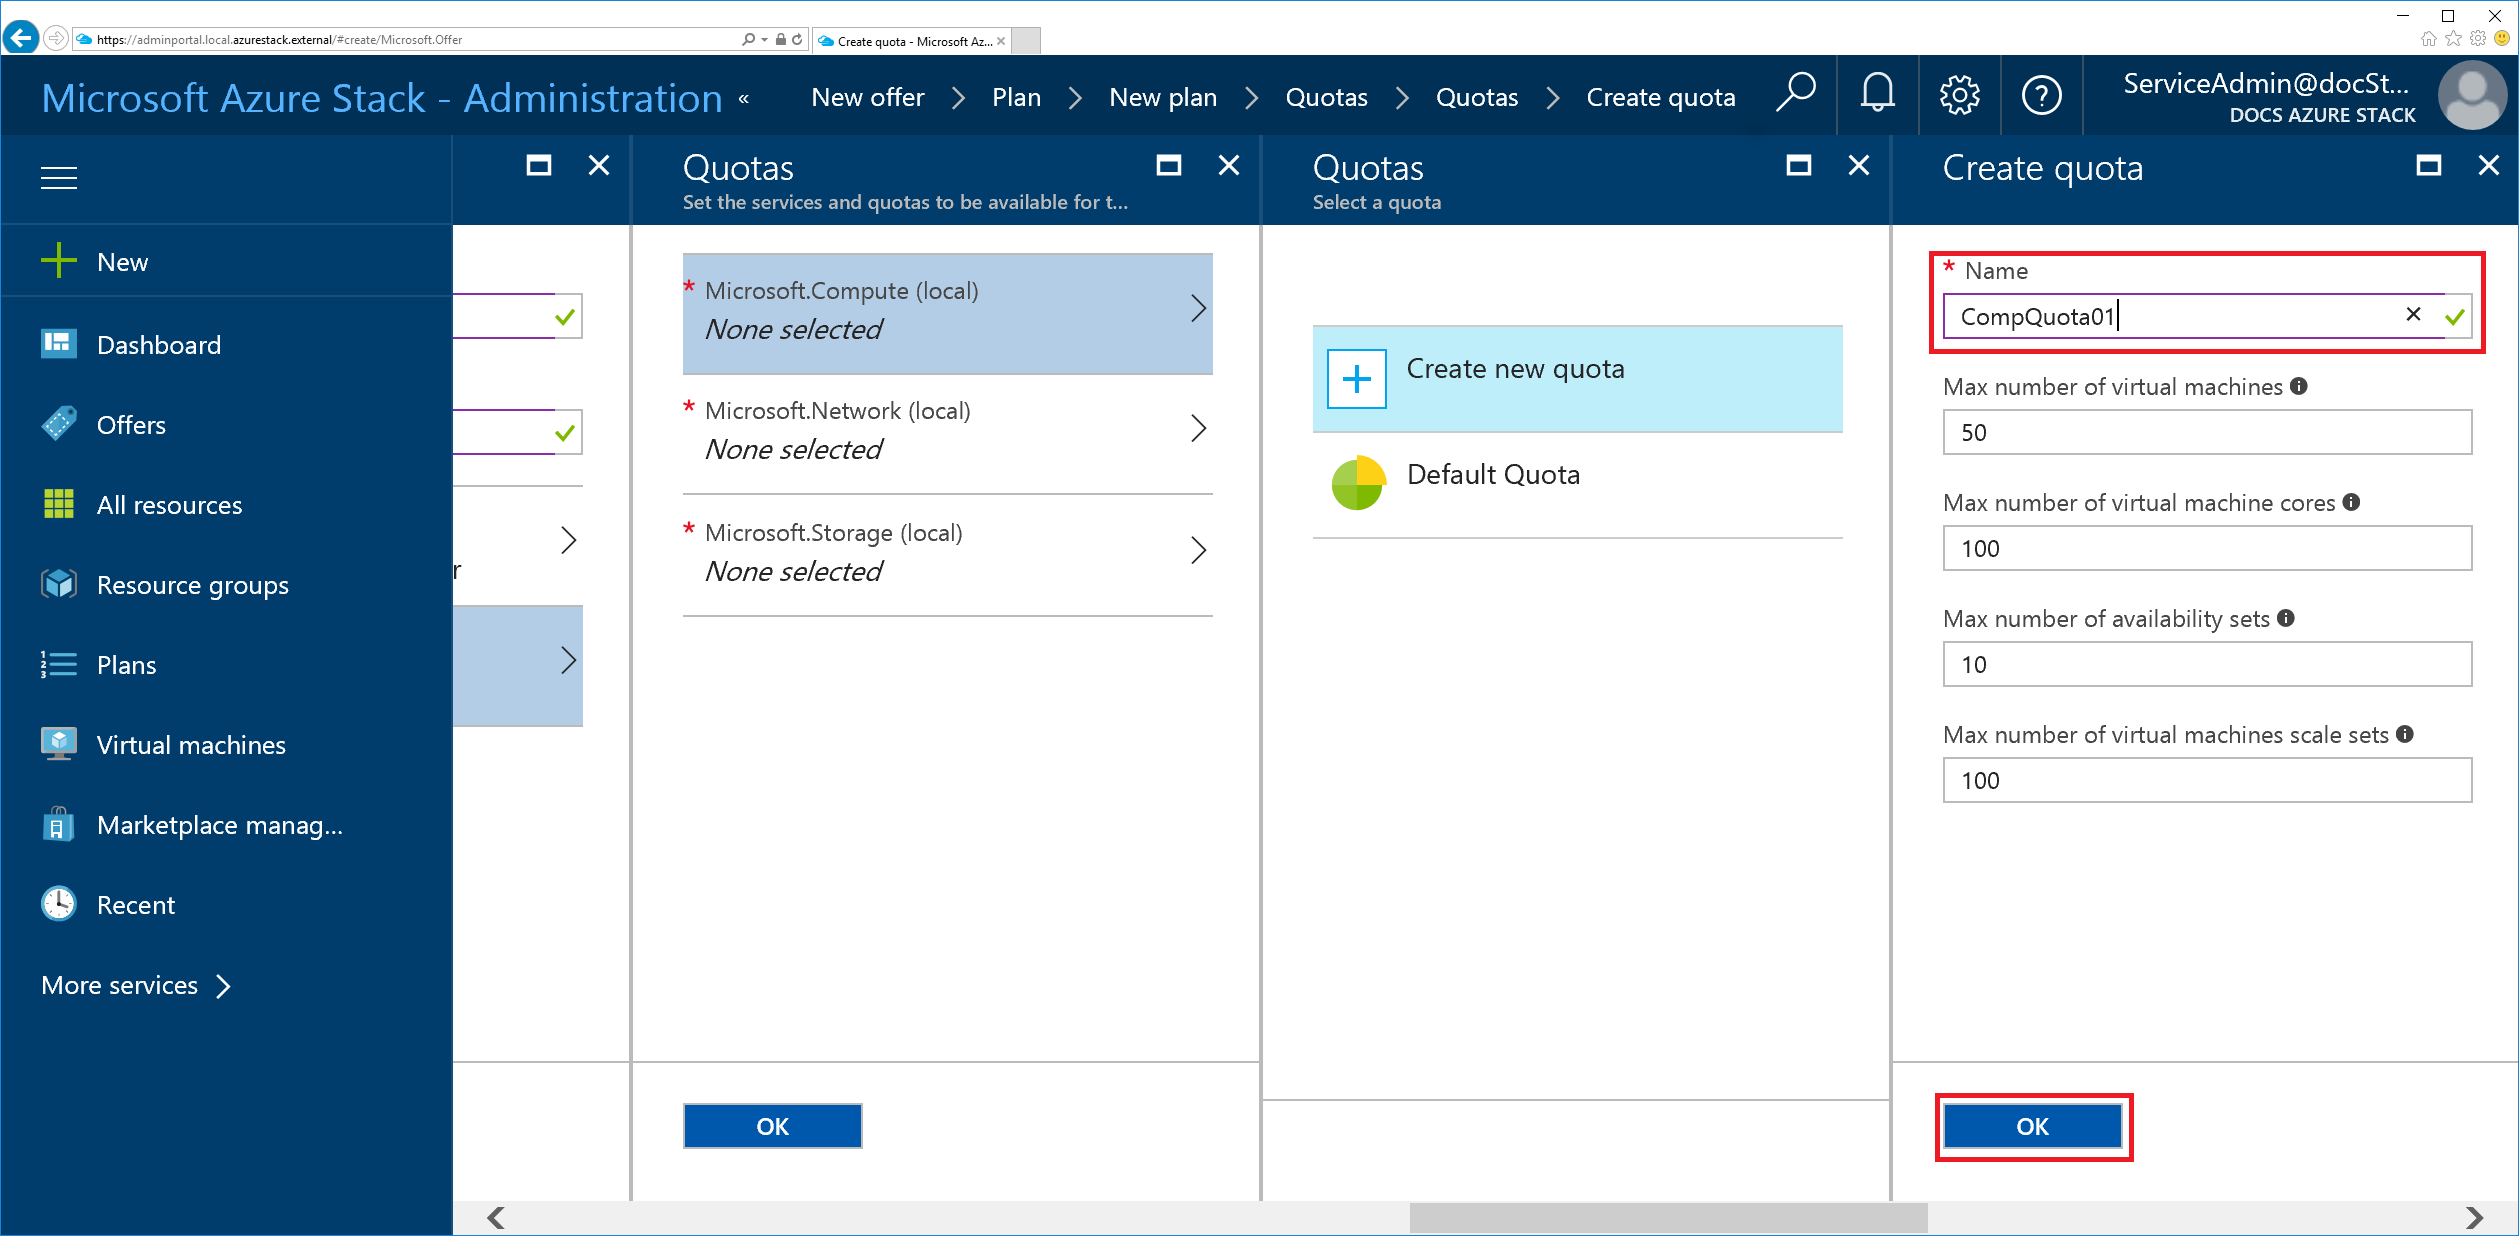 https://adminportal.local.azurestack.external/#create/Microsoft.Offer
Create quota - Microsoft Az...
Microsoft Azure Stack - Administration «
New offer > Plan > New plan > Quotas > Quotas > Create quota
ServiceAdmin@docSt...
DOCS AZURE STACK
New
Dashboard
Offers
All resources
Resource groups
Plans
Virtual machines
Marketplace manag...
Recent
More services >
r
Quotas
Set the services and quotas to be available for t...
* Microsoft.Compute (local)
None selected
* Microsoft.Network (local)
None selected
* Microsoft.Storage (local)
None selected
OK
Quotas
Select a quota
Create new quota
Default Quota
Create quota
* Name
CompQuota01
Max number of virtual machines
50
Max number of virtual machine cores
100
Max number of availability sets
10
Max number of virtual machines scale sets
100
OK